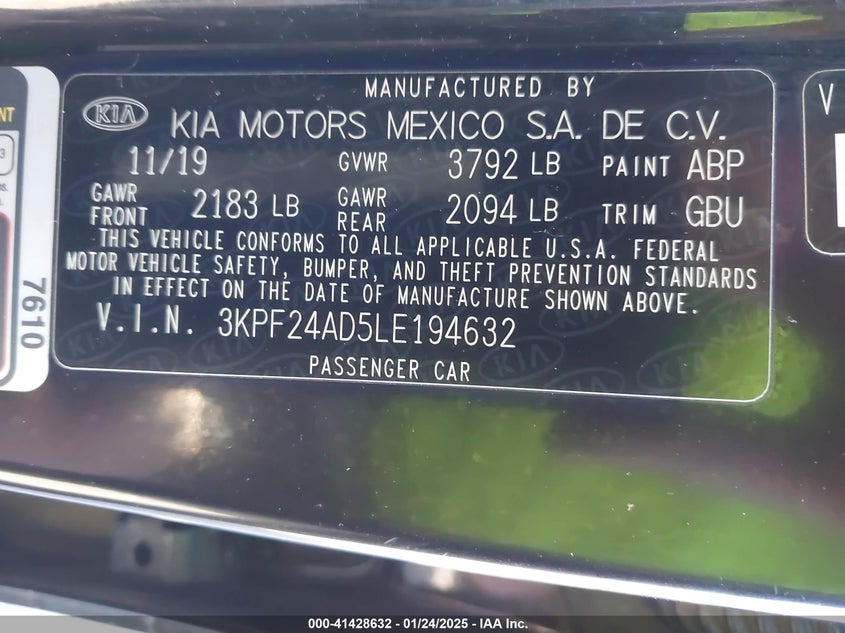 MANUFACTURED BY
KIA KIA MOTORS MEXICO S.A. DE C.V.
11/19 GVWR 3792 LB PAINT ABP
GAWR FRONT 2183 LB GAWR REAR 2094 LB TRIM GBU
THIS VEHICLE CONFORMS TO ALL APPLICABLE U.S.A. FEDERAL
MOTOR VEHICLE SAFETY, BUMPER, AND THEFT PREVENTION STANDARDS
IN EFFECT ON THE DATE OF MANUFACTURE SHOWN ABOVE.
V.I.N. 3KPF24AD5LE194632
PASSENGER CAR
7610
NT
3
V
000-41428632 - 01/24/2025 - IAA Inc.